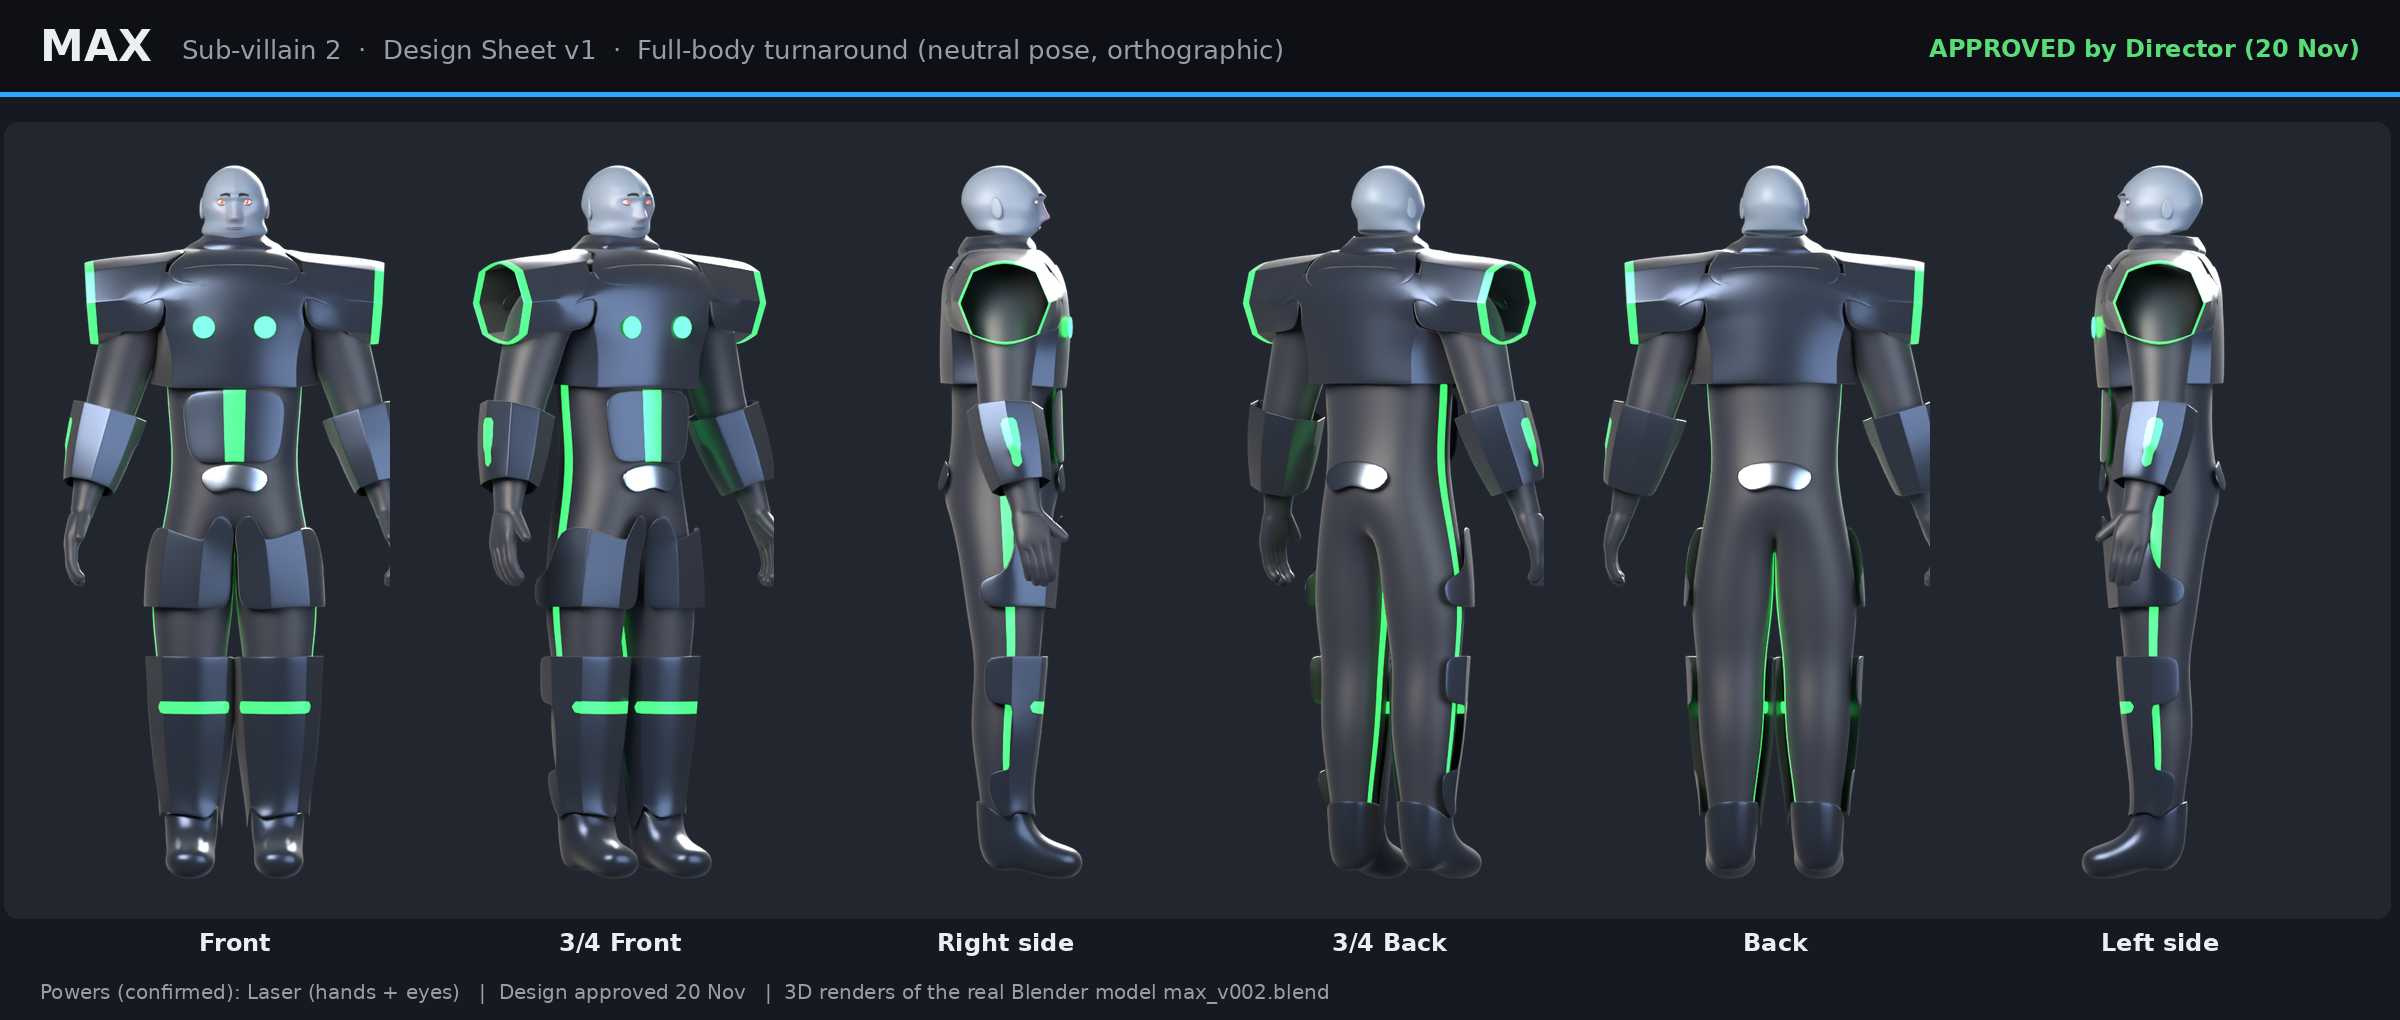 MAX Sub-villain 2 · Design Sheet v1 · Full-body turnaround (neutral pose, orthographic) APPROVED by Director (20 Nov)
Front 3/4 Front Right side 3/4 Back Back Left side
Powers (confirmed): Laser (hands + eyes) | Design approved 20 Nov | 3D renders of the real Blender model max_v002.blend